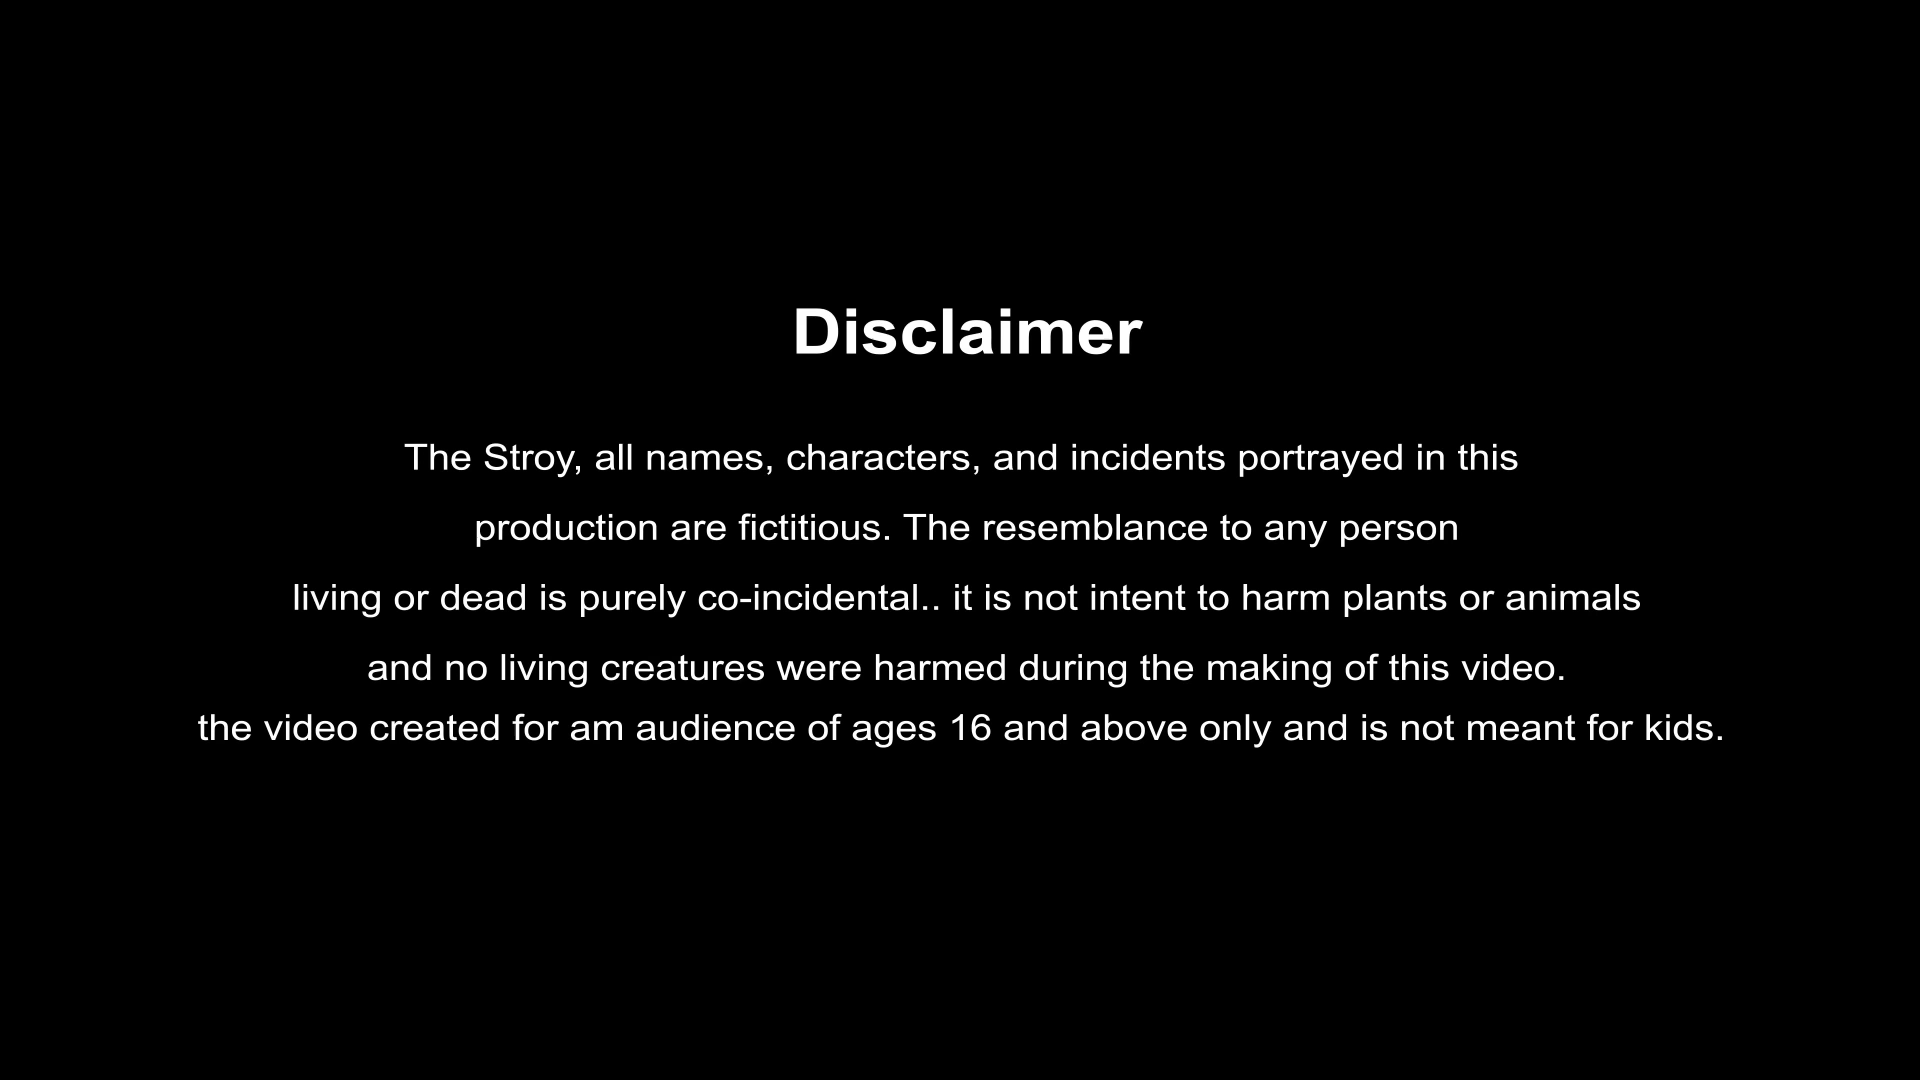 Disclaimer
The Stroy, all names, characters, and incidents portrayed in this
production are fictitious. The resemblance to any person
living or dead is purely co-incidental.. it is not intent to harm plants or animals
and no living creatures were harmed during the making of this video.
the video created for am audience of ages 16 and above only and is not meant for kids.